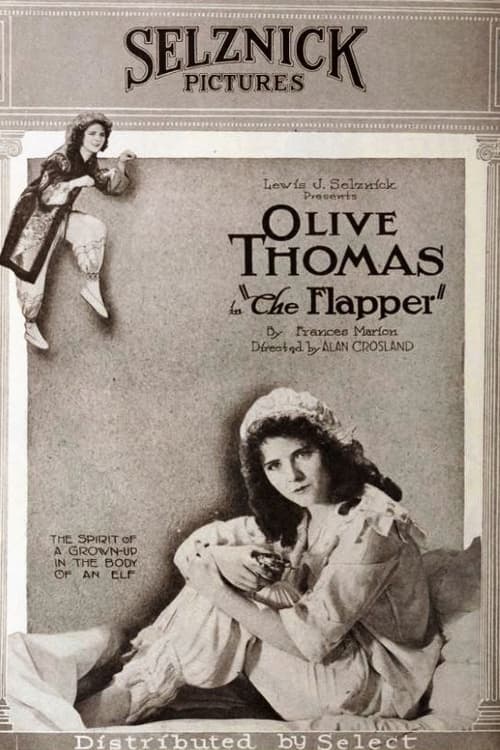 SELZNICK
PICTURES
Lewis J. Selznick
Presents
OLIVE
THOMAS
in "The Flapper"
By Frances Marion
Directed by ALAN CROSLAND
THE SPIRIT OF
A GROWN-UP
IN THE BODY
OF AN ELF
Distributed by Select